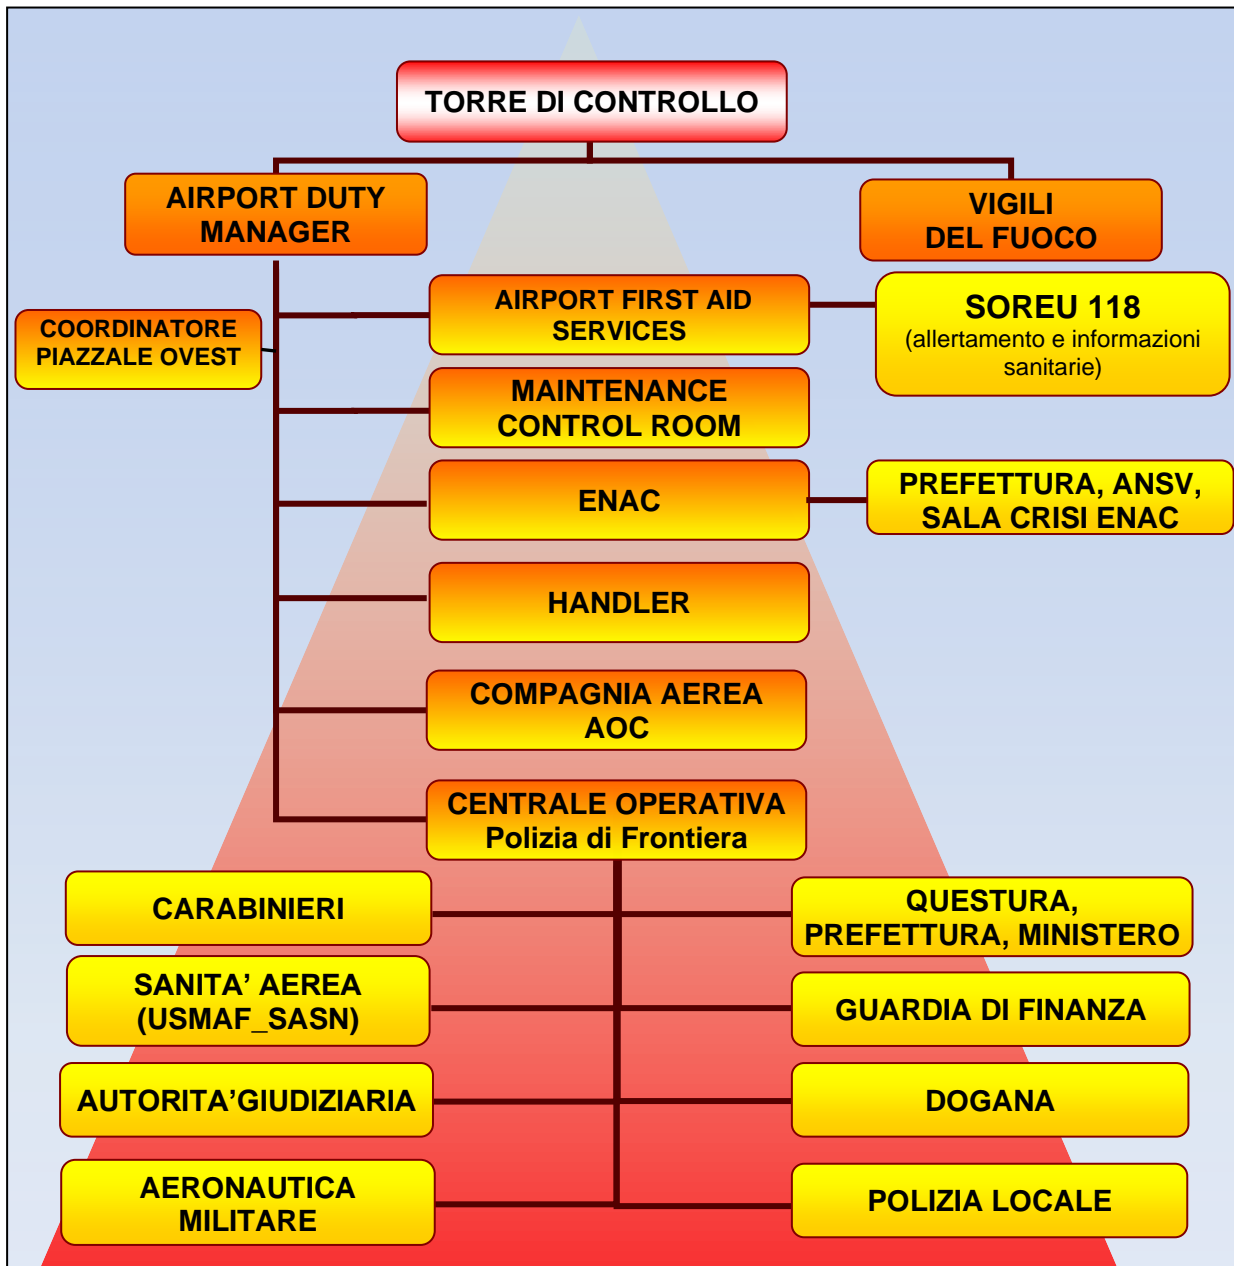 TORRE DI CONTROLLO
AIRPORT DUTY
MANAGER
VIGILI
DEL FUOCO
AIRPORT FIRST AID
SERVICES
SOREU 118
(allertamento e informazioni
sanitarie)
COORDINATORE
PIAZZALE OVEST
MAINTENANCE
CONTROL ROOM
ENAC
PREFETTURA, ANSV,
SALA CRISI ENAC
HANDLER
COMPAGNIA AEREA
AOC
CENTRALE OPERATIVA
Polizia di Frontiera
CARABINIERI
QUESTURA,
PREFETTURA, MINISTERO
SANITA’ AEREA
(USMAF_SASN)
GUARDIA DI FINANZA
AUTORITA’GIUDIZIARIA
DOGANA
AERONAUTICA
MILITARE
POLIZIA LOCALE